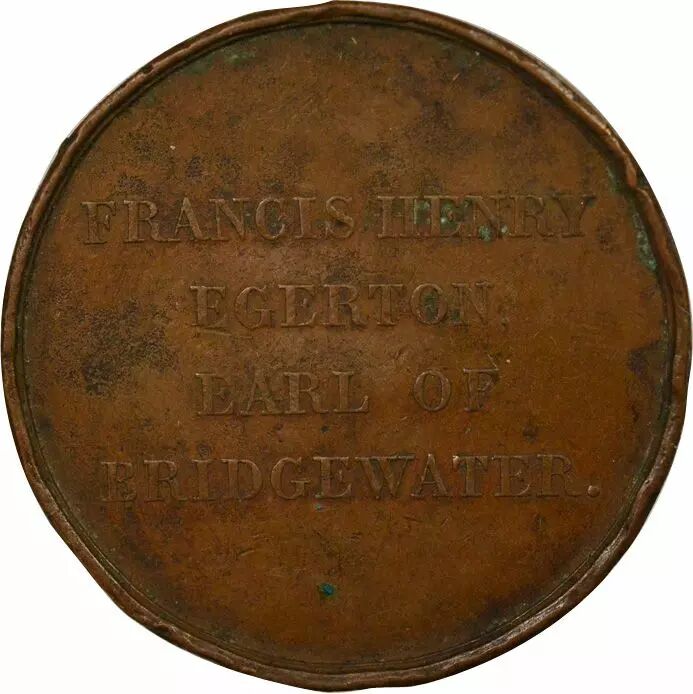 FRANCIS HENRY
EGERTON,
EARL OF
BRIDGEWATER.